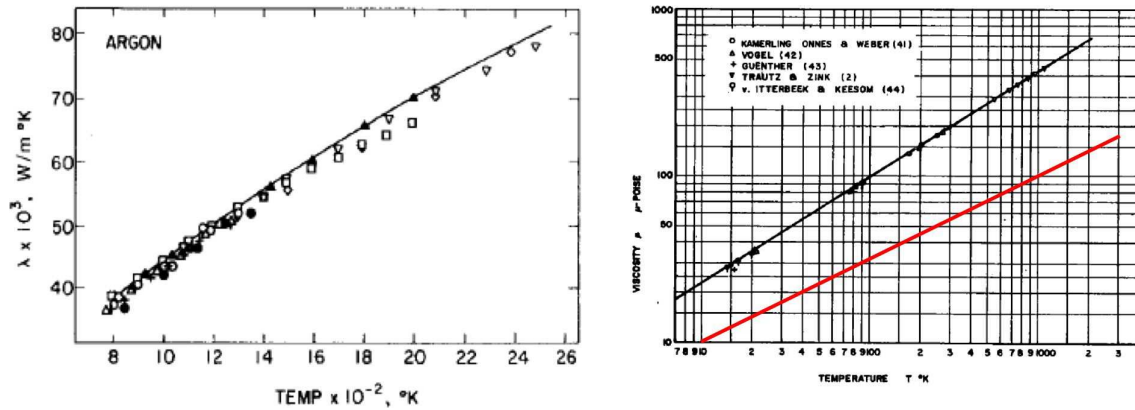 80
70
60
50
40
ARGON
λ x 10³, W/m °K
8 10 12 14 16 18 20 22 24 26
TEMP x 10⁻², °K
1000
500
100
50
10
VISCOSITY μ μ-POISE
KAMERLING ONNES & WEBER (41)
VOGEL (42)
GUENTHER (43)
TRAUTZ & ZINK (2)
v. ITTERBEEK & KEESOM (44)
7 8 9 10 2 3 4 5 6 7 8 9 100 2 3 4 5 6 7 8 9 1000 2 3
TEMPERATURE T °K